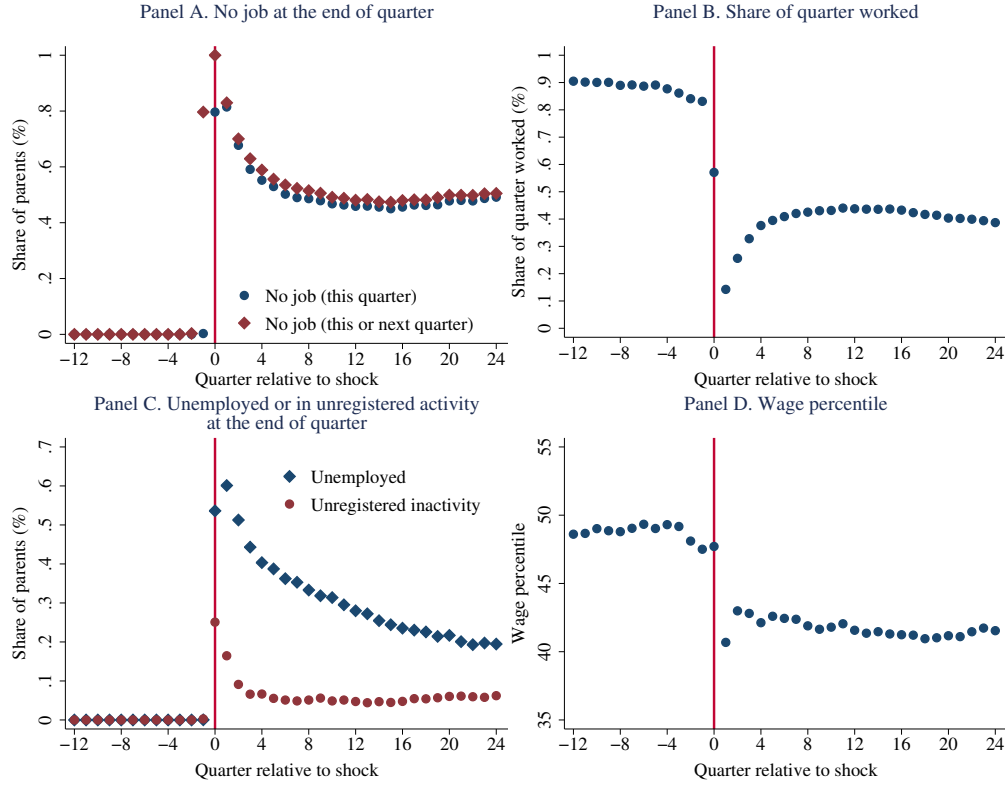 Panel A. No job at the end of quarter
Share of parents (%)
1
.8
.6
.4
.2
0
No job (this quarter)
No job (this or next quarter)
−12 −8 −4 0 4 8 12 16 20 24
Quarter relative to shock
Panel B. Share of quarter worked
Share of quarter worked (%)
1
.9
.8
.7
.6
.5
.4
.3
.2
.1
0
−12 −8 −4 0 4 8 12 16 20 24
Quarter relative to shock
Panel C. Unemployed or in unregistered activity
at the end of quarter
Share of parents (%)
.7
.6
.5
.4
.3
.2
.1
0
Unemployed
Unregistered inactivity
−12 −8 −4 0 4 8 12 16 20 24
Quarter relative to shock
Panel D. Wage percentile
Wage percentile
55
50
45
40
35
−12 −8 −4 0 4 8 12 16 20 24
Quarter relative to shock